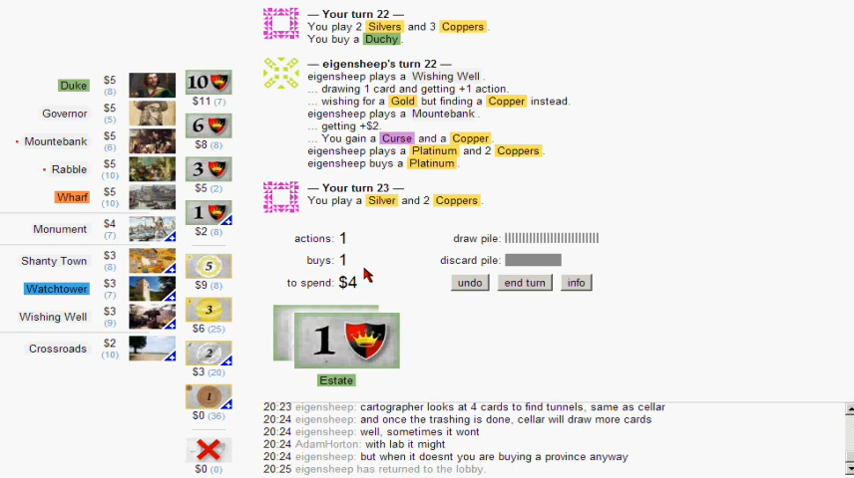 — Your turn 22 —
You play 2 Silvers and 3 Coppers.
You buy a Duchy.
— eigensheep's turn 22 —
eigensheep plays a Wishing Well.
... drawing 1 card and getting +1 action.
... wishing for a Gold but finding a Copper instead.
eigensheep plays a Mountebank.
... getting +$2.
... You gain a Curse and a Copper.
eigensheep plays a Platinum and 2 Coppers.
eigensheep buys a Platinum.
— Your turn 23 —
You play a Silver and 2 Coppers.
Duke $5 (8)
Governor $5 (5)
Mountebank $5 (6)
Rabble $5 (10)
Wharf $5 (10)
Monument $4 (7)
Shanty Town $3 (8)
Watchtower $3 (7)
Wishing Well $3 (9)
Crossroads $2 (10)
10
$11 (7)
6
$8 (8)
3
$5 (2)
1
$2 (8)
5
$9 (8)
3
$6 (25)
2
$3 (20)
1
$0 (36)
$0 (0)
actions: 1
buys: 1
to spend: $4
draw pile:
discard pile:
undo end turn info
1
Estate
20:23 eigensheep: cartographer looks at 4 cards to find tunnels, same as cellar
20:24 eigensheep: and once the trashing is done, cellar will draw more cards
20:24 eigensheep: well, sometimes it wont
20:24 AdamHorton: with lab it might
20:24 eigensheep: but when it doesnt you are buying a province anyway
20:25 eigensheep has returned to the lobby.